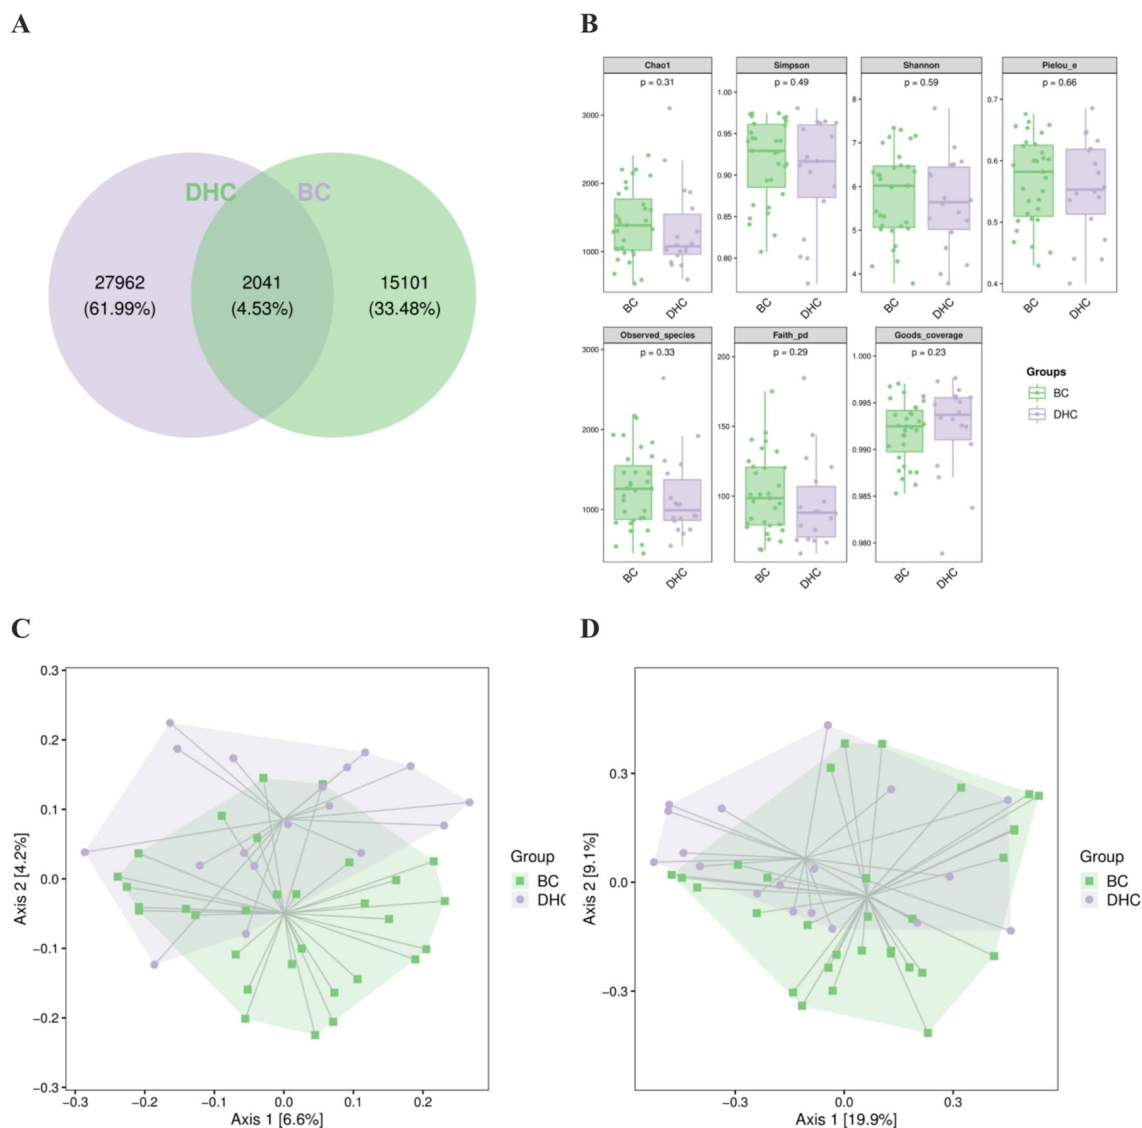 A
DHC BC
27962
(61.99%)
2041
(4.53%)
15101
(33.48%)
B
Chao1
p = 0.31
3000
2000
1000
BC
DHC
Simpson
p = 0.49
1.00
0.95
0.90
0.85
0.80
BC
DHC
Shannon
p = 0.59
8
7
6
5
4
BC
DHC
Pielou_e
p = 0.66
0.7
0.6
0.5
0.4
BC
DHC
Observed_species
p = 0.33
3000
2000
1000
BC
DHC
Faith_pd
p = 0.29
200
150
100
BC
DHC
Goods_coverage
p = 0.23
1.000
0.995
0.990
0.985
0.980
BC
DHC
Groups
BC
DHC
C
Axis 2 [4.2%]
0.3
0.2
0.1
0.0
−0.1
−0.2
−0.3
−0.3 −0.2 −0.1 0.0 0.1 0.2
Axis 1 [6.6%]
Group
BC
DHC
D
Axis 2 [9.1%]
0.3
0.0
−0.3
−0.3 0.0 0.3
Axis 1 [19.9%]
Group
BC
DHC